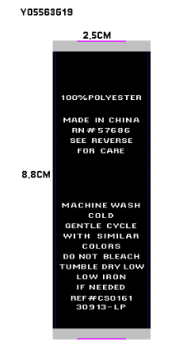 Y05563G19
2,5CM
100%POLYESTER
MADE IN CHINA
RN#57686
SEE REVERSE
FOR CARE
8,8CM
MACHINE WASH
COLD
GENTLE CYCLE
WITH SIMILAR
COLORS
DO NOT BLEACH
TUMBLE DRY LOW
LOW IRON
IF NEEDED
REF#CS0161
30913-LP